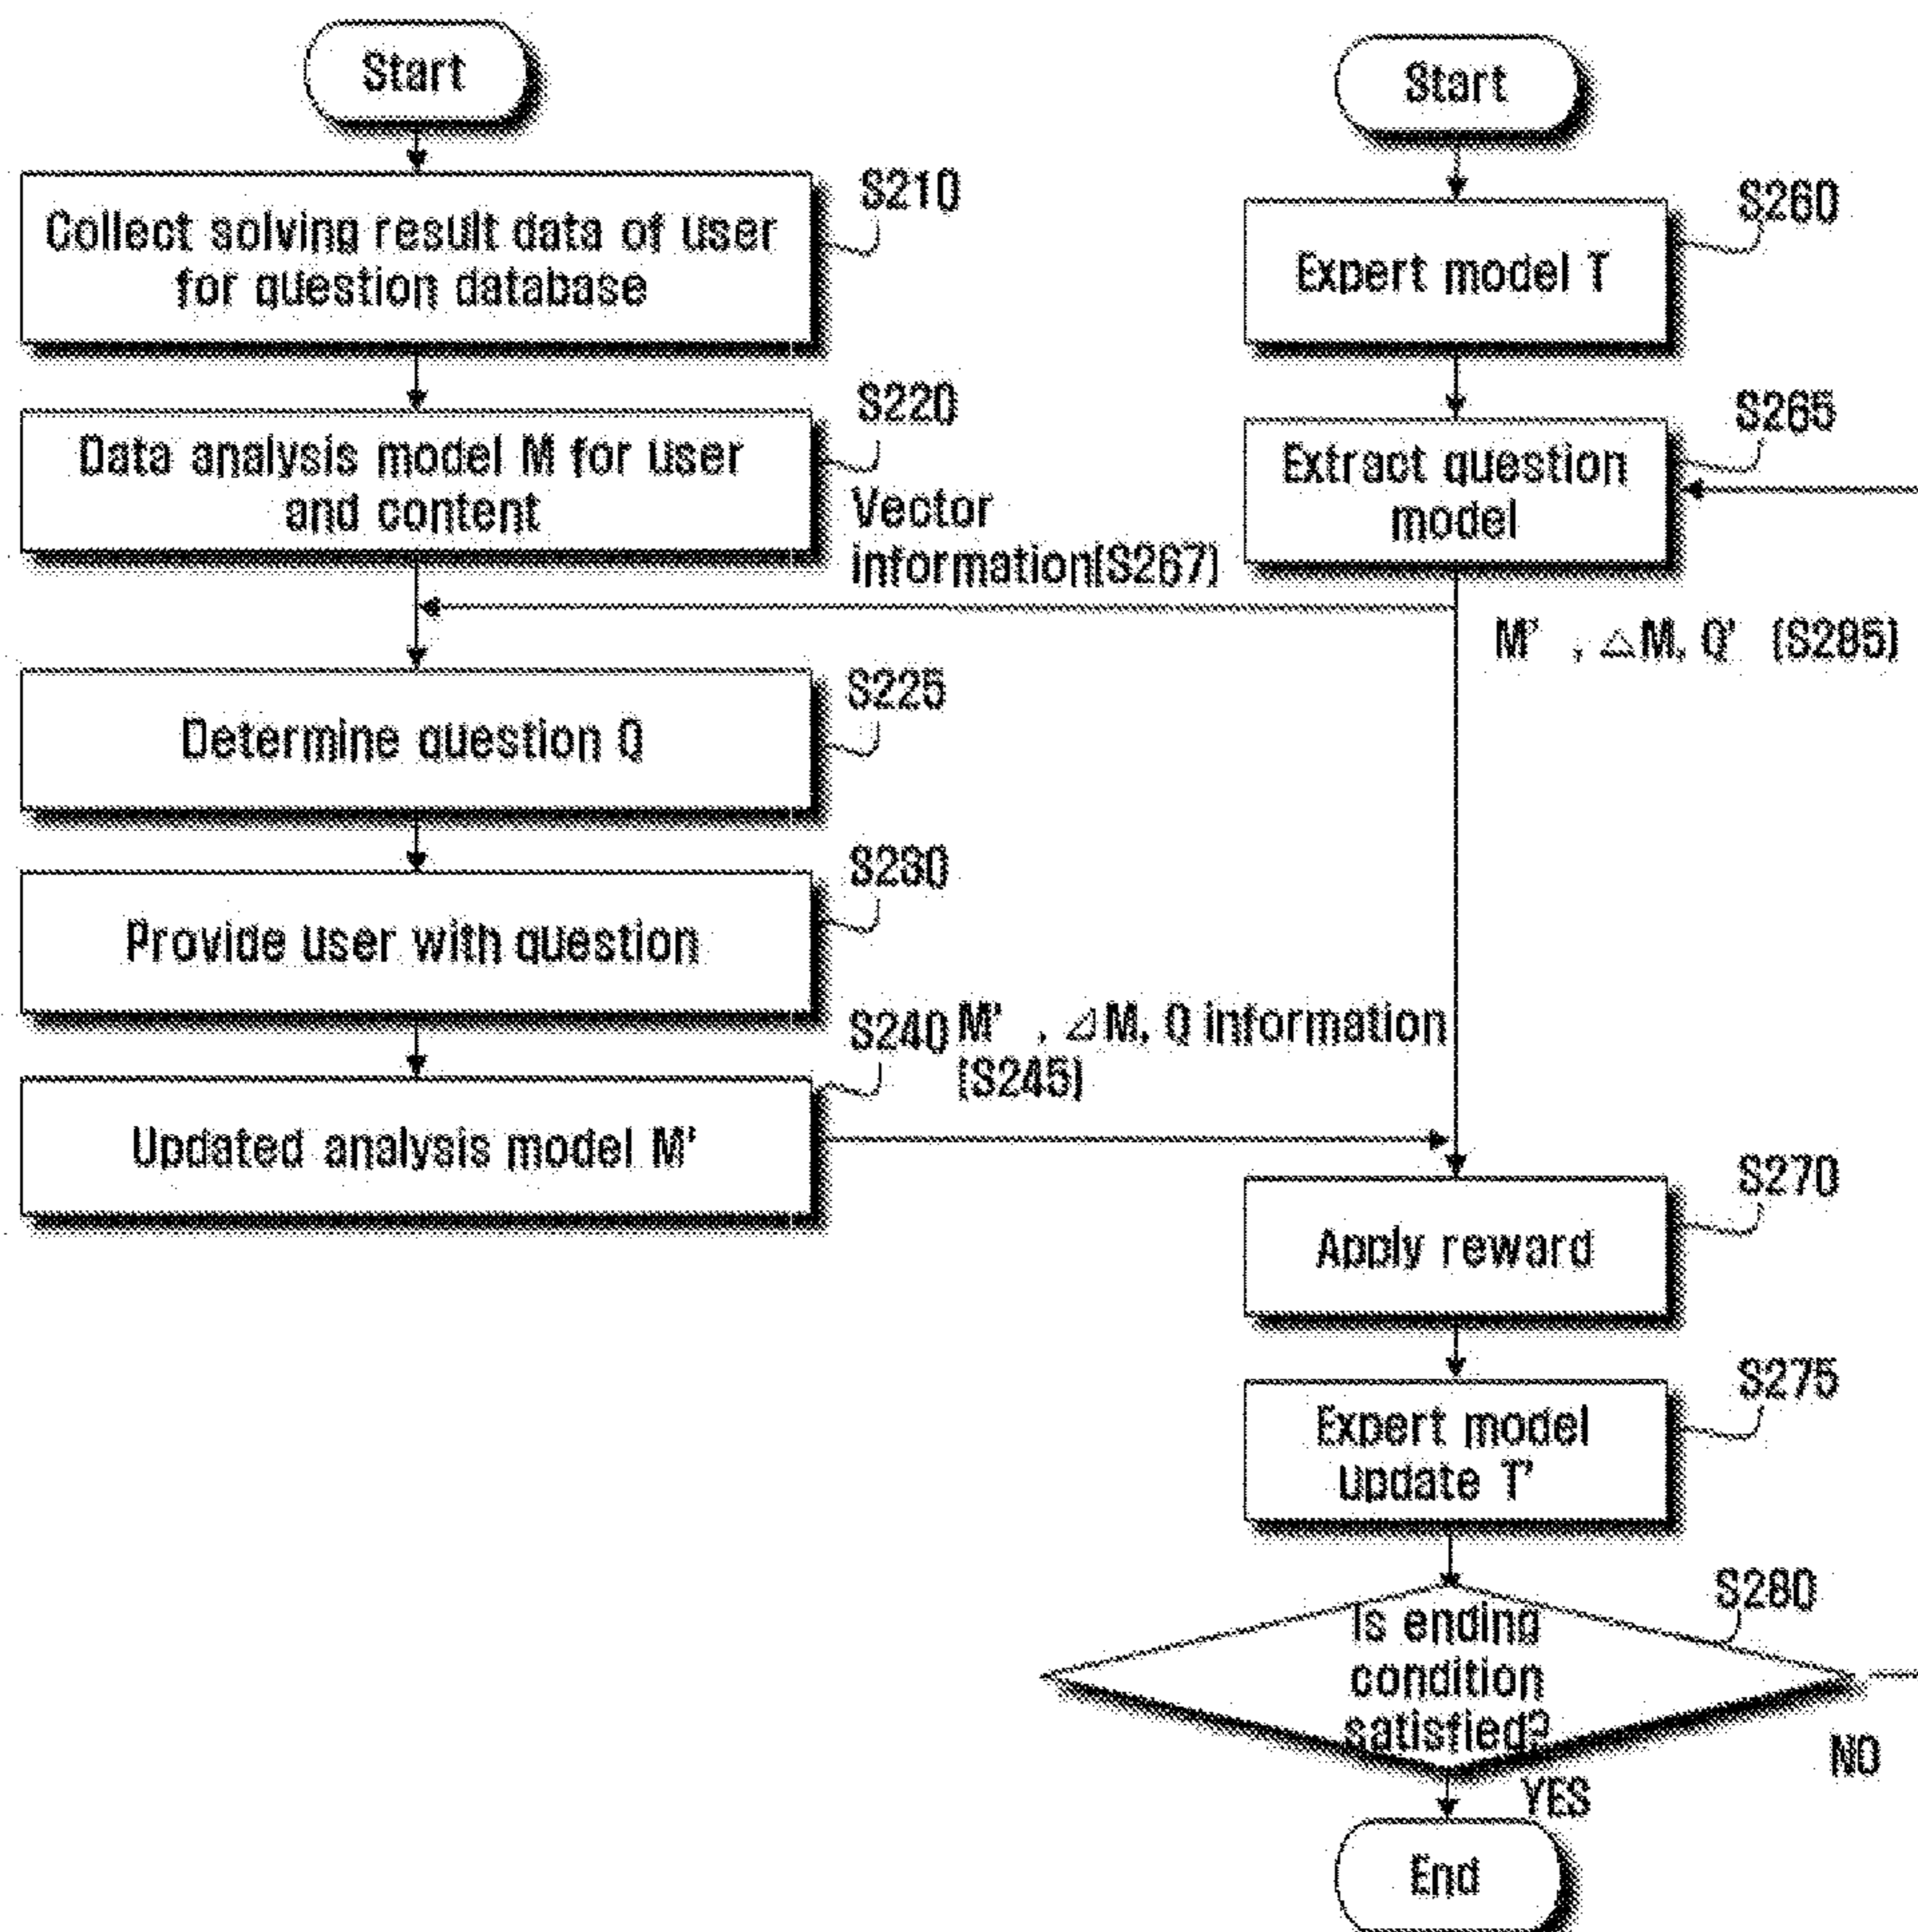 Start
S210
Collect solving result data of user
for question database
S220
Data analysis model M for user
and content
Vector
information(S267)
S225
Determine question Q
S230
Provide user with question
S240
M' , △M, Q information
(S245)
Updated analysis model M'
Start
S260
Expert model T
S265
Extract question
model
M' , △M, Q' (S285)
S270
Apply reward
S275
Expert model
update T'
S280
Is ending
condition
satisfied?
NO
YES
End